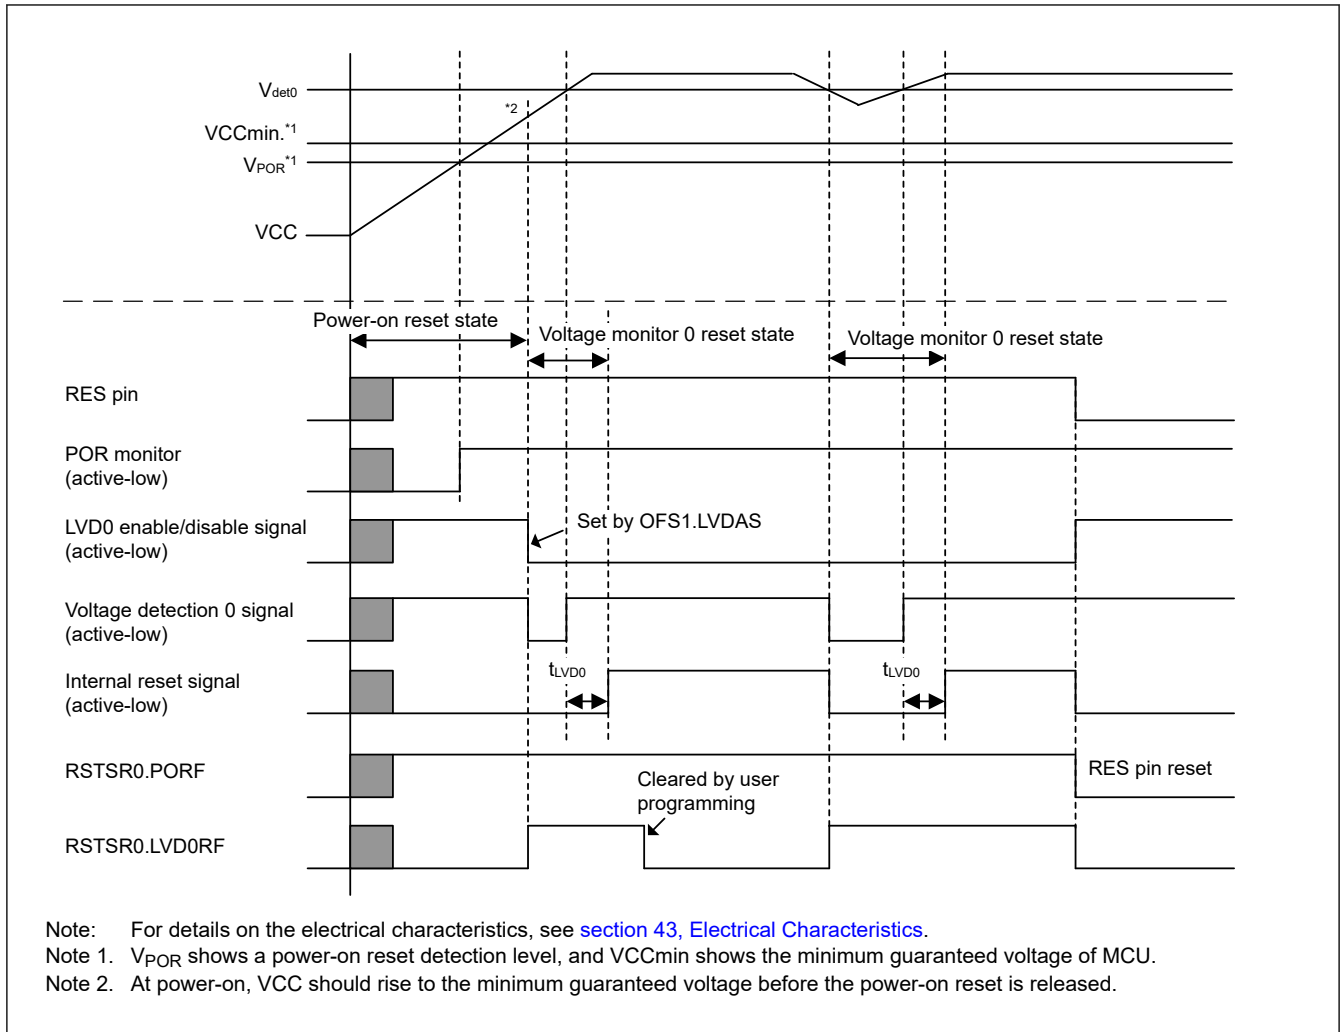 Vdet0
*2
VCCmin.*1
VPOR*1
VCC
Power-on reset state
Voltage monitor 0 reset state
Voltage monitor 0 reset state
RES pin
POR monitor
(active-low)
LVD0 enable/disable signal
(active-low)
Set by OFS1.LVDAS
Voltage detection 0 signal
(active-low)
tLVD0
tLVD0
Internal reset signal
(active-low)
RSTSR0.PORF
RES pin reset
Cleared by user
programming
RSTSR0.LVD0RF
Note: For details on the electrical characteristics, see section 43, Electrical Characteristics.
Note 1. VPOR shows a power-on reset detection level, and VCCmin shows the minimum guaranteed voltage of MCU.
Note 2. At power-on, VCC should rise to the minimum guaranteed voltage before the power-on reset is released.